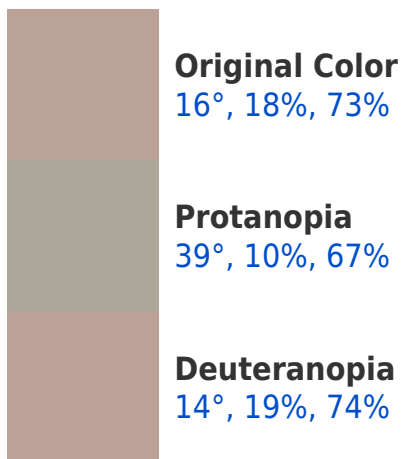 Original Color
16°, 18%, 73%
Protanopia
39°, 10%, 67%
Deuteranopia
14°, 19%, 74%